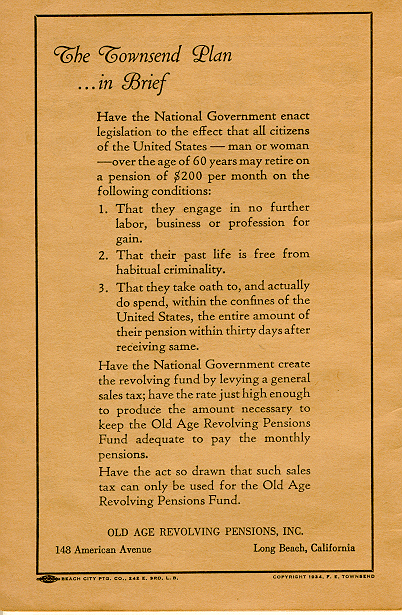 The Townsend Plan
...in Brief
Have the National Government enact
legislation to the effect that all citizens
of the United States — man or woman
—over the age of 60 years may retire on
a pension of $200 per month on the
following conditions:
1. That they engage in no further
labor, business or profession for
gain.
2. That their past life is free from
habitual criminality.
3. That they take oath to, and actually
do spend, within the confines of the
United States, the entire amount of
their pension within thirty days after
receiving same.
Have the National Government create
the revolving fund by levying a general
sales tax; have the rate just high enough
to produce the amount necessary to
keep the Old Age Revolving Pensions
Fund adequate to pay the monthly
pensions.
Have the act so drawn that such sales
tax can only be used for the Old Age
Revolving Pensions Fund.
OLD AGE REVOLVING PENSIONS, INC.
148 American Avenue Long Beach, California
BEACH CITY PTG. CO., 242 E. 3RD, L. B. COPYRIGHT 1934, F. E. TOWNSEND